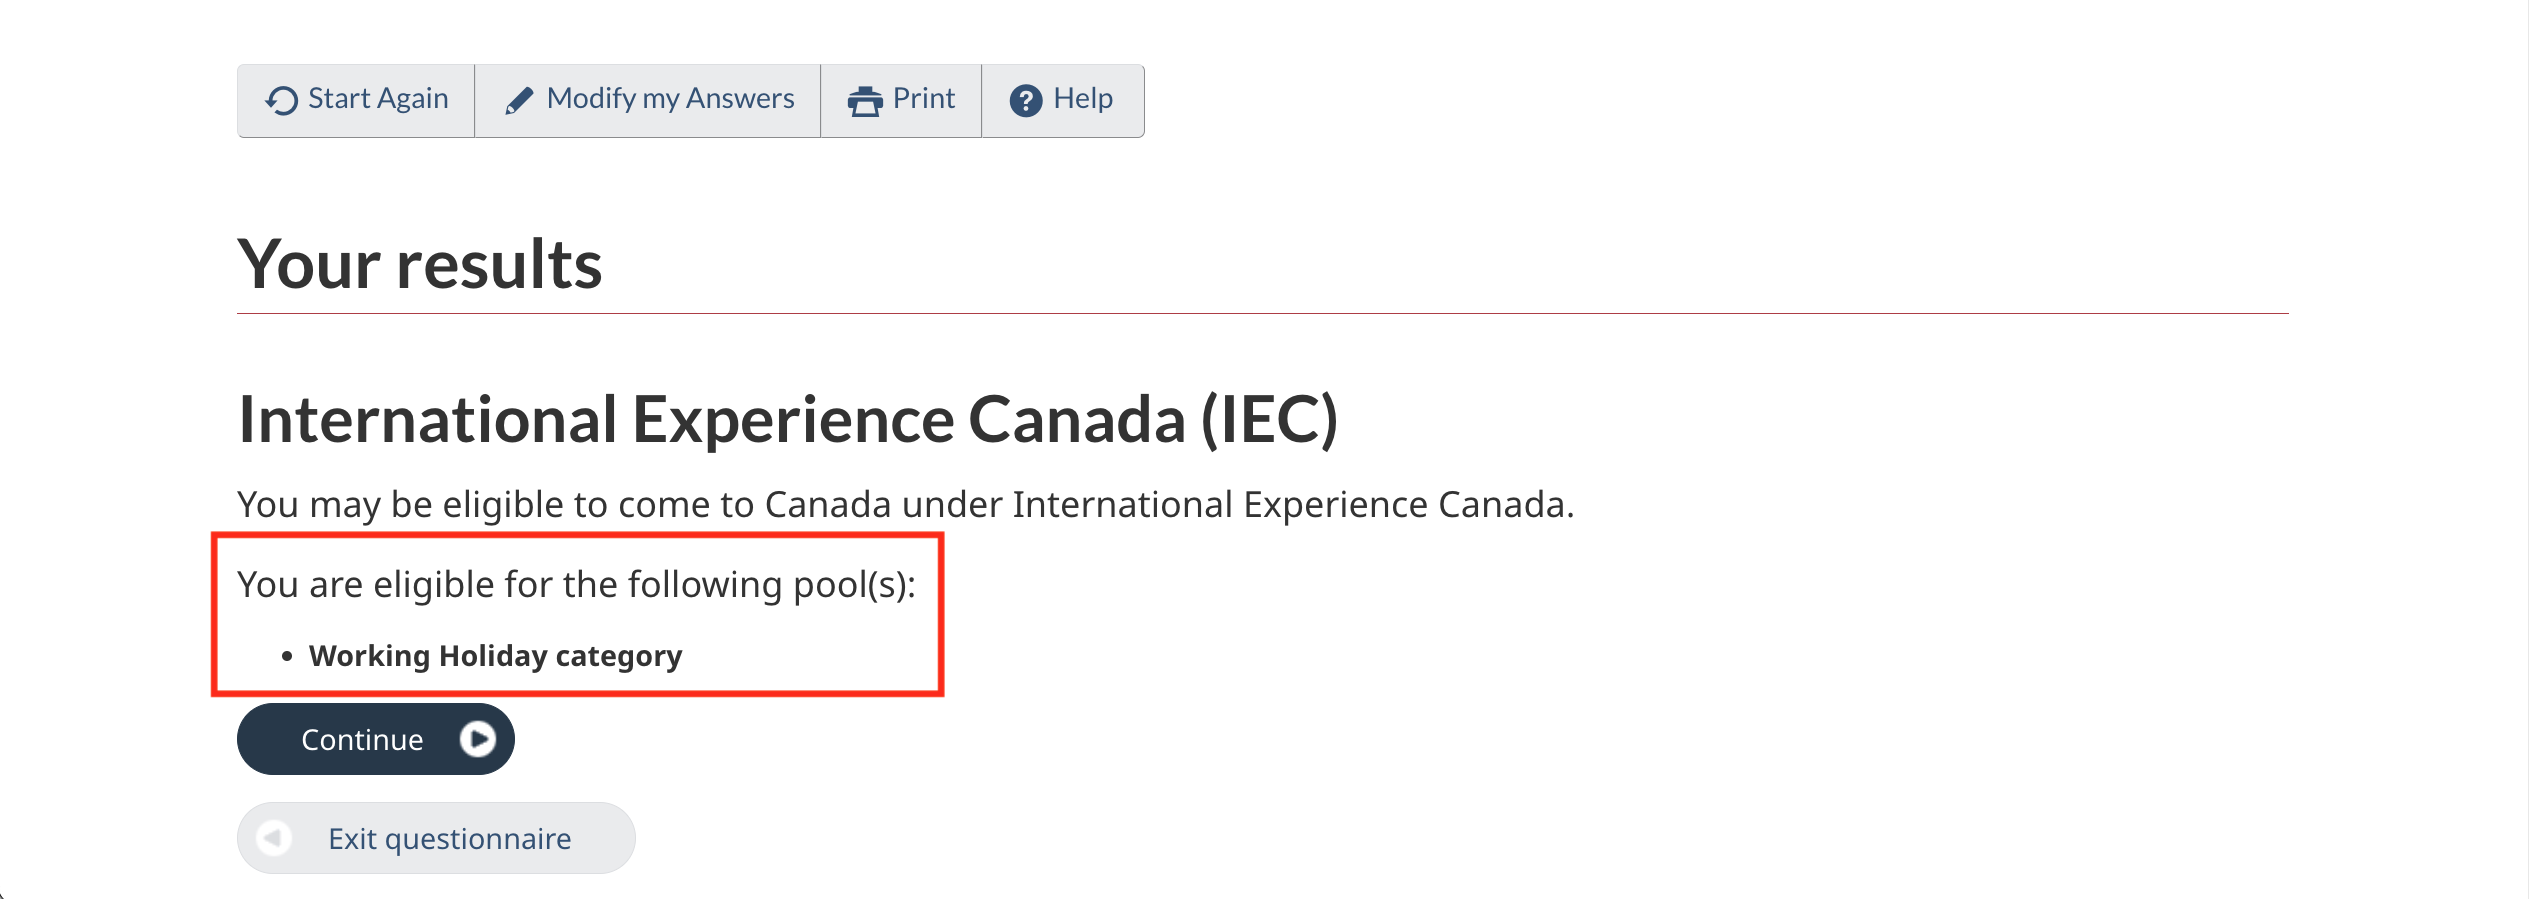 Start Again
Modify my Answers
Print
Help
Your results
International Experience Canada (IEC)
You may be eligible to come to Canada under International Experience Canada.
You are eligible for the following pool(s):
• Working Holiday category
Continue
Exit questionnaire